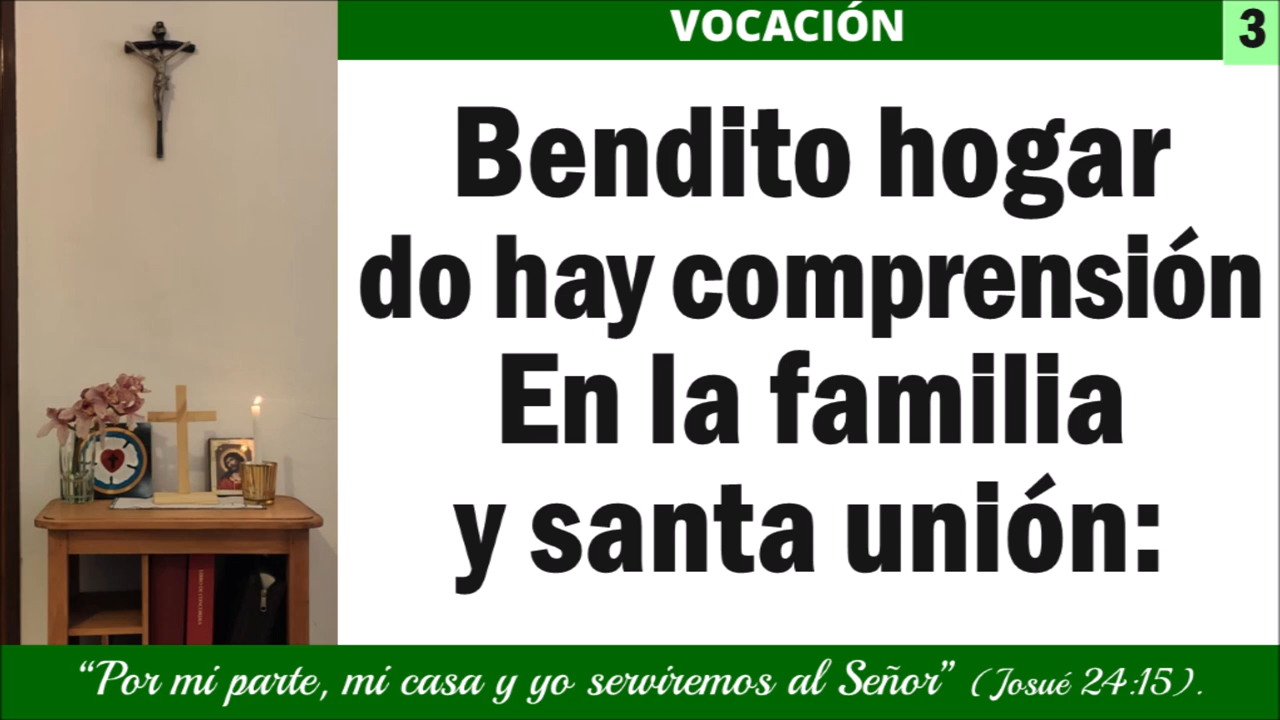 VOCACIÓN
3
Bendito hogar
do hay comprensión
En la familia
y santa unión:
“Por mi parte, mi casa y yo serviremos al Señor” (Josué 24:15).